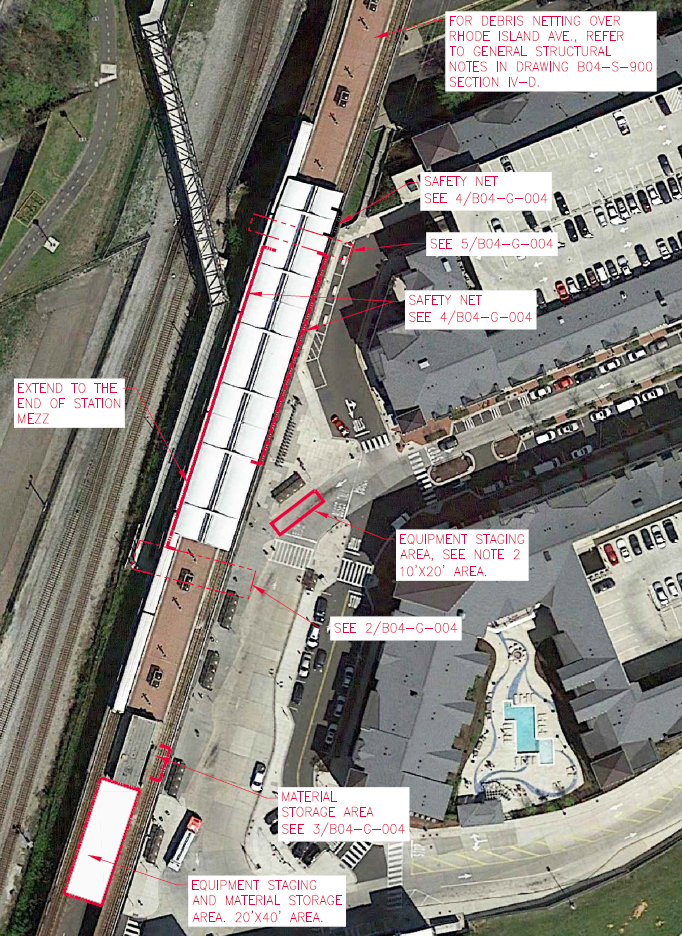 FOR DEBRIS NETTING OVER
RHODE ISLAND AVE., REFER
TO GENERAL STRUCTURAL
NOTES IN DRAWING B04-S-900
SECTION IV-D.
SAFETY NET
SEE 4/B04-G-004
SEE 5/B04-G-004
SAFETY NET
SEE 4/B04-G-004
EXTEND TO THE
END OF STATION
MEZZ
EQUIPMENT STAGING
AREA, SEE NOTE 2
10'X20' AREA.
SEE 2/B04-G-004
MATERIAL
STORAGE AREA
SEE 3/B04-G-004
EQUIPMENT STAGING
AND MATERIAL STORAGE
AREA. 20'X40' AREA.